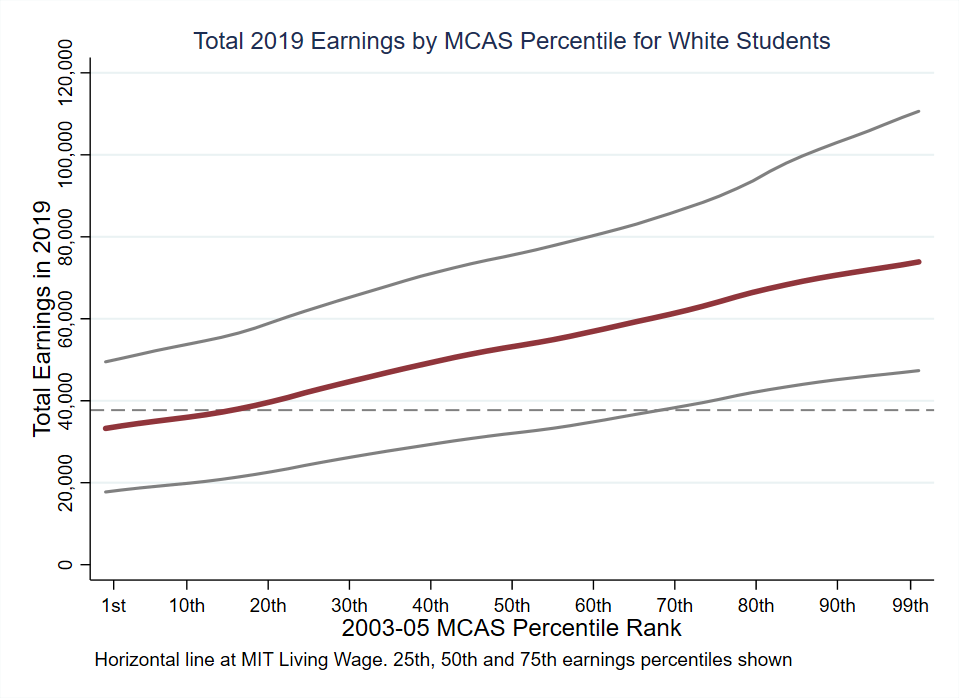 Total 2019 Earnings by MCAS Percentile for White Students
Total Earnings in 2019
120,000
100,000
80,000
60,000
40,000
20,000
0
1st 10th 20th 30th 40th 50th 60th 70th 80th 90th 99th
2003-05 MCAS Percentile Rank
Horizontal line at MIT Living Wage. 25th, 50th and 75th earnings percentiles shown